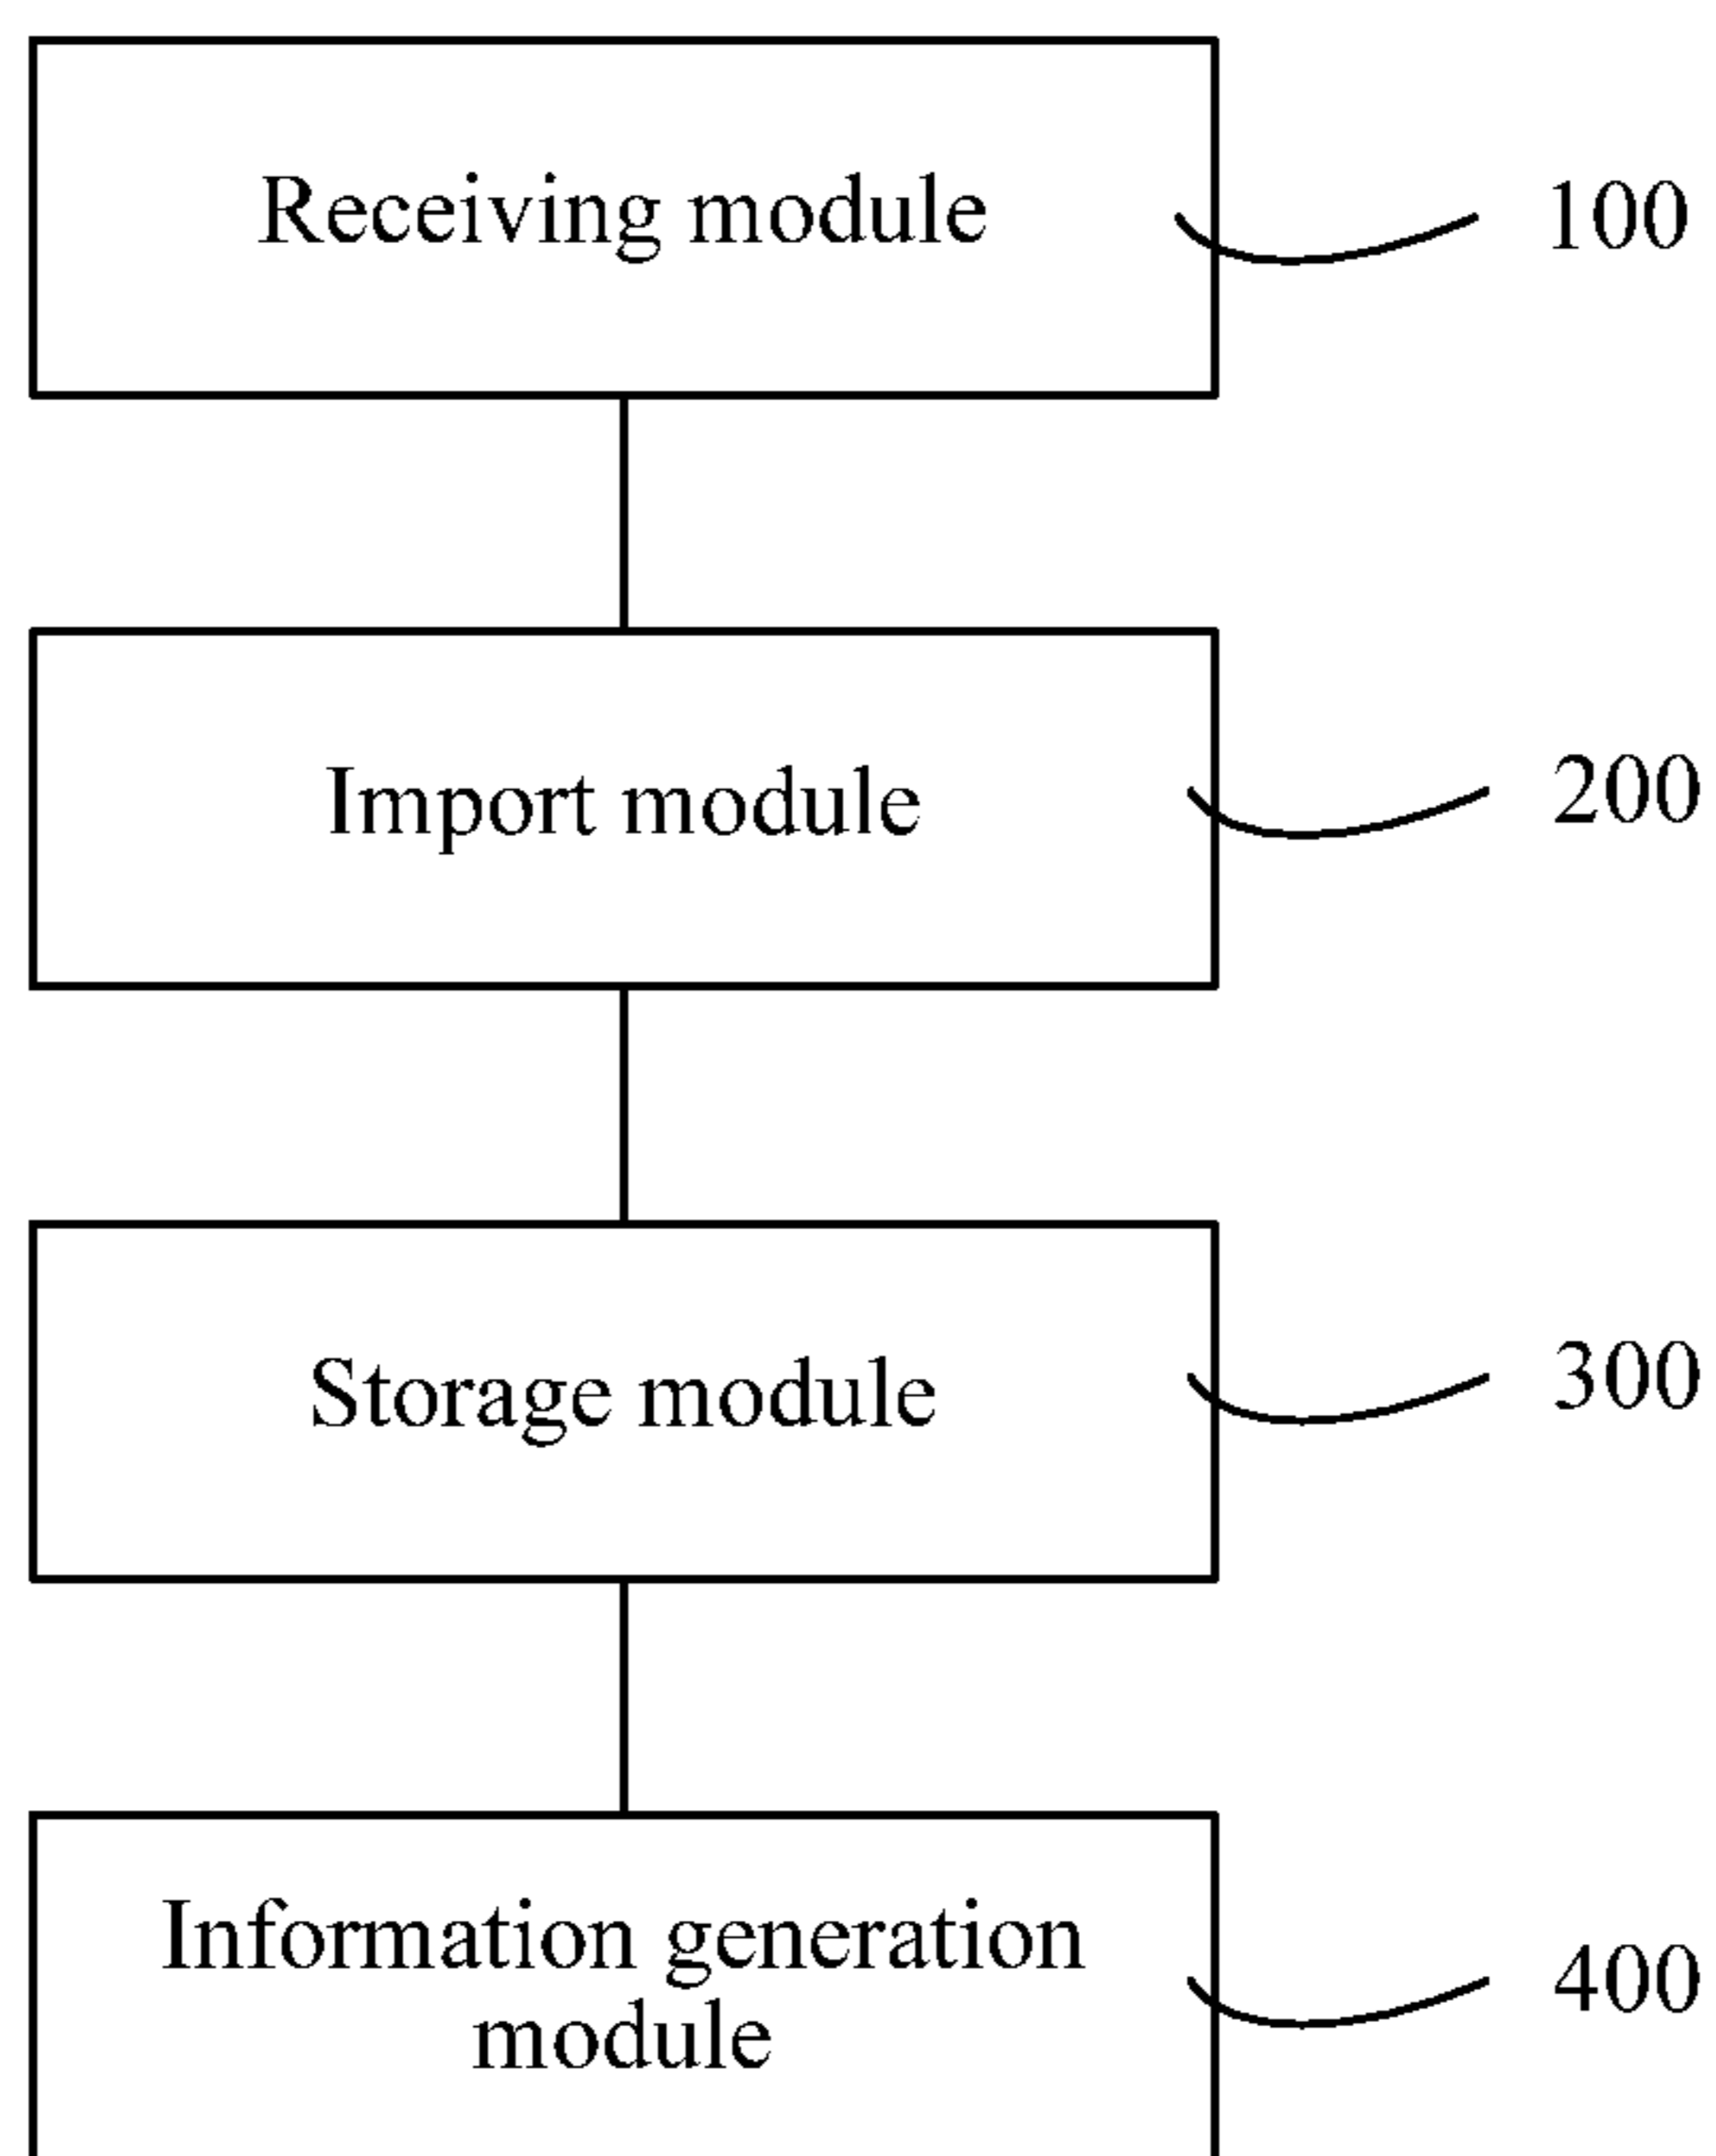 Receiving module
100
Import module
200
Storage module
300
Information generation
module
400